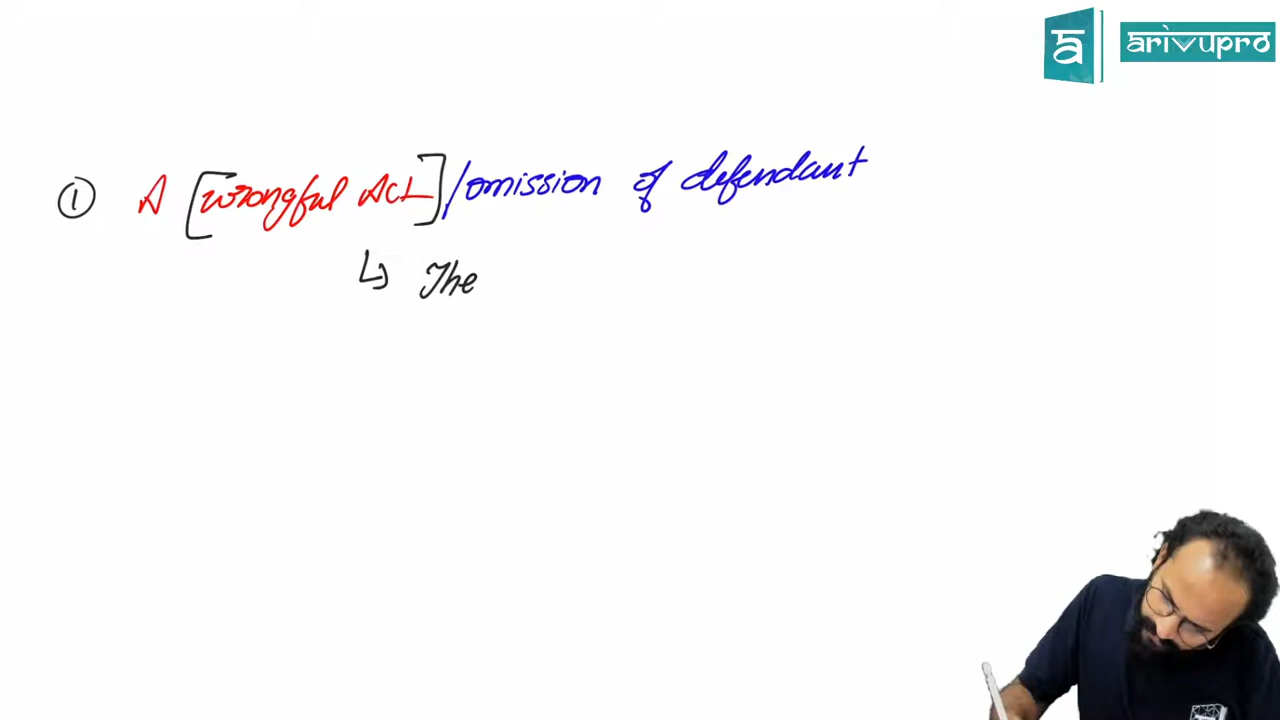 a arivupro
① A [wrongful Act]/omission of defendant
↳ The